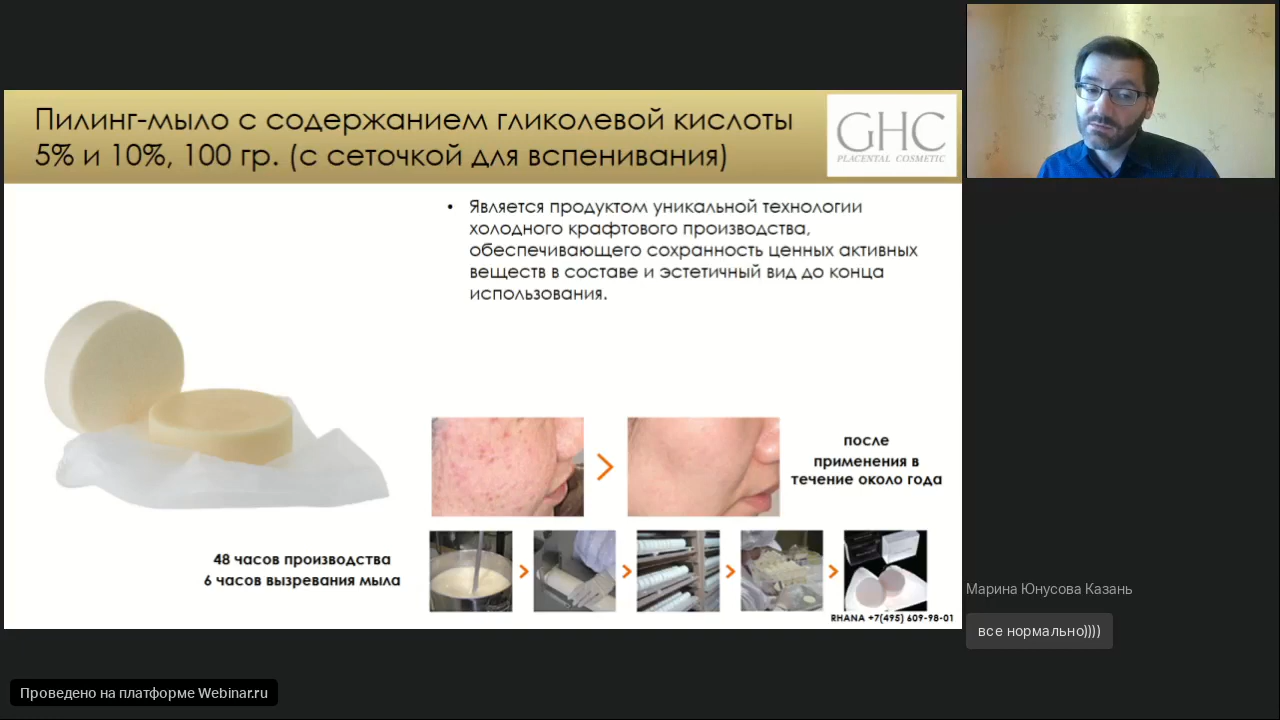 Пилинг-мыло с содержанием гликолевой кислоты
5% и 10%, 100 гр. (с сеточкой для вспенивания)
GHC
PLACENTAL COSMETIC
• Является продуктом уникальной технологии
холодного крафтового производства,
обеспечивающего сохранность ценных активных
веществ в составе и эстетичный вид до конца
использования.
после
применения в
течение около года
48 часов производства
6 часов вызревания мыла
RHANA +7(495) 609-98-01
Марина Юнусова Казань
все нормально))))
Проведено на платформе Webinar.ru